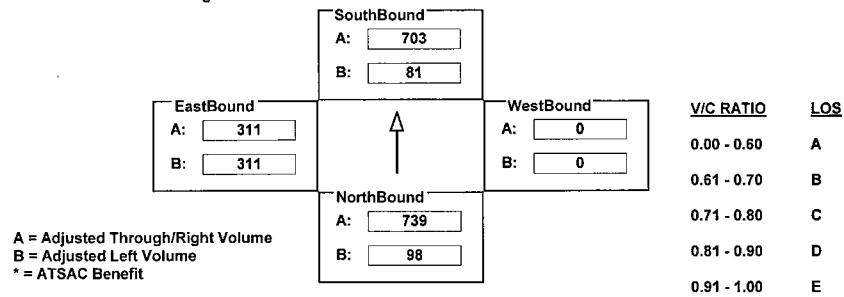 SouthBound
A: 703
B: 81
EastBound
A: 311
B: 311
WestBound
A: 0
B: 0
NorthBound
A: 739
B: 98
A = Adjusted Through/Right Volume
B = Adjusted Left Volume
* = ATSAC Benefit
V/C RATIO LOS
0.00 - 0.60 A
0.61 - 0.70 B
0.71 - 0.80 C
0.81 - 0.90 D
0.91 - 1.00 E